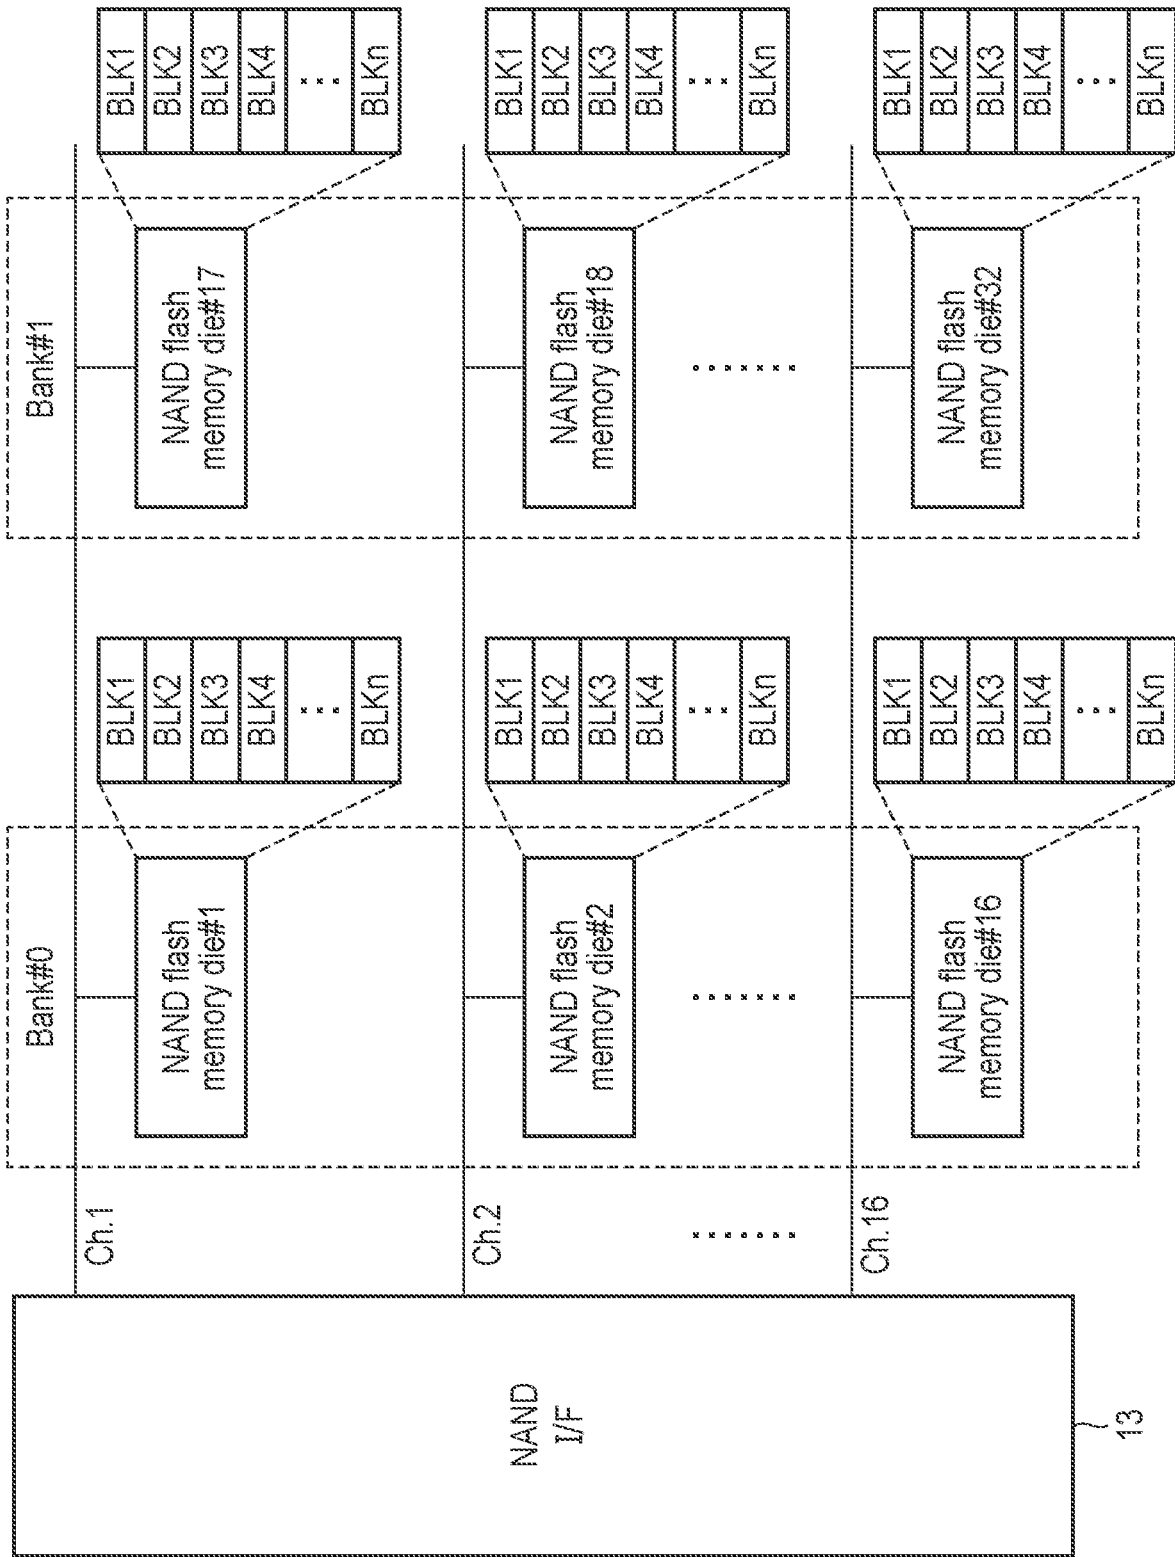 Bank#0
Bank#1
NAND
I/F
13
Ch.1
NAND flash
memory die#1
BLK1
BLK2
BLK3
BLK4
BLKn
NAND flash
memory die#17
BLK1
BLK2
BLK3
BLK4
BLKn
Ch.2
NAND flash
memory die#2
BLK1
BLK2
BLK3
BLK4
BLKn
NAND flash
memory die#18
BLK1
BLK2
BLK3
BLK4
BLKn
Ch.16
NAND flash
memory die#16
BLK1
BLK2
BLK3
BLK4
BLKn
NAND flash
memory die#32
BLK1
BLK2
BLK3
BLK4
BLKn